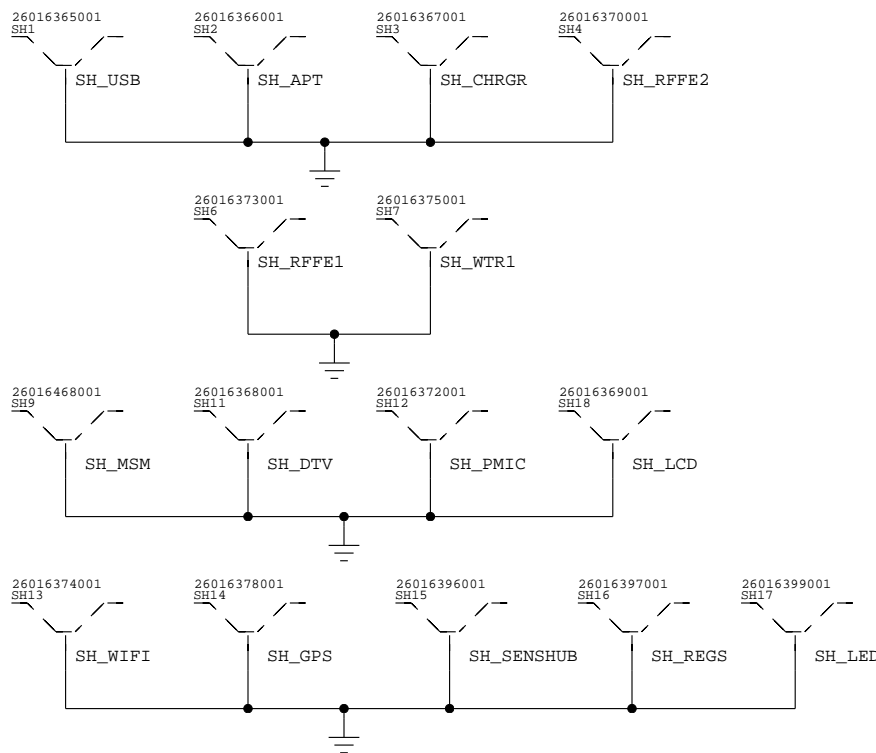 26016365001
SH1
SH_USB
26016366001
SH2
SH_APT
26016367001
SH3
SH_CHRGR
26016370001
SH4
SH_RFFE2
26016373001
SH6
SH_RFFE1
26016375001
SH7
SH_WTR1
26016468001
SH9
SH_MSM
26016368001
SH11
SH_DTV
26016372001
SH12
SH_PMIC
26016369001
SH18
SH_LCD
26016374001
SH13
SH_WIFI
26016378001
SH14
SH_GPS
26016396001
SH15
SH_SENSHUB
26016397001
SH16
SH_REGS
26016399001
SH17
SH_LED